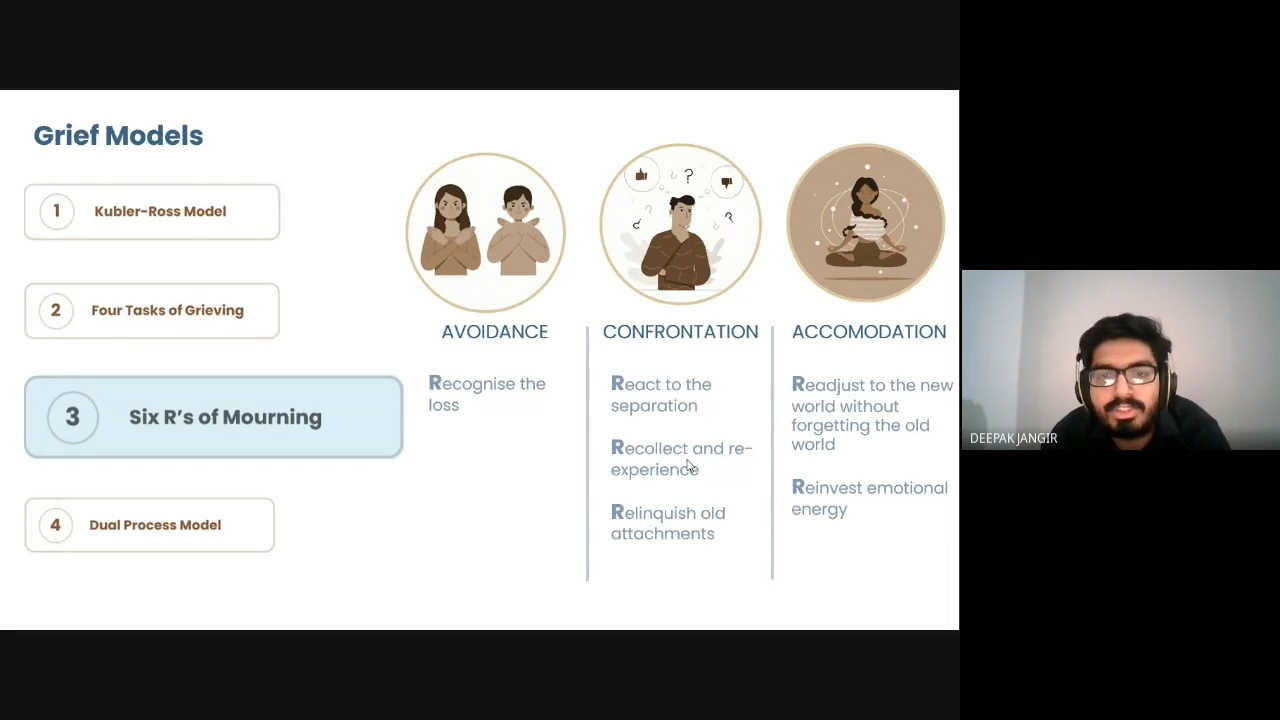 Grief Models
1 Kubler-Ross Model
2 Four Tasks of Grieving
3 Six R's of Mourning
4 Dual Process Model
AVOIDANCE
Recognise the
loss
CONFRONTATION
React to the
separation
Recollect and re-
experience
Relinquish old
attachments
ACCOMODATION
Readjust to the new
world without
forgetting the old
world
Reinvest emotional
energy
DEEPAK JANGIR